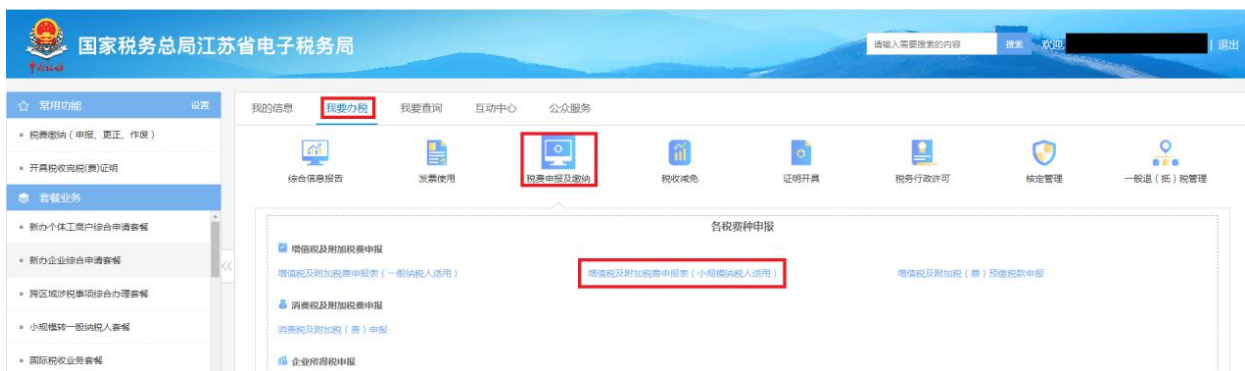 国家税务总局江苏省电子税务局
请输入需要搜索的内容 搜索 欢迎, | 退出
中国税务
☆ 常用功能 设置
我的信息 我要办税 我要查询 互动中心 公众服务
税费缴纳（申报、更正、作废）
开具税收完税(费)证明
综合信息报告 发票使用 税费申报及缴纳 税收减免 证明开具 税务行政许可 核定管理 一般退（抵）税管理
套餐业务
新办个体工商户综合申请套餐
各税费种申报
增值税及附加税费申报
新办企业综合申请套餐
增值税及附加税费申报表（一般纳税人适用） 增值税及附加税费申报表（小规模纳税人适用） 增值税及附加税（费）预缴税款申报
跨区域涉税事项综合办理套餐
消费税及附加税费申报
小规模转一般纳税人套餐
消费税及附加税（费）申报
国际税收业务套餐
企业所得税申报